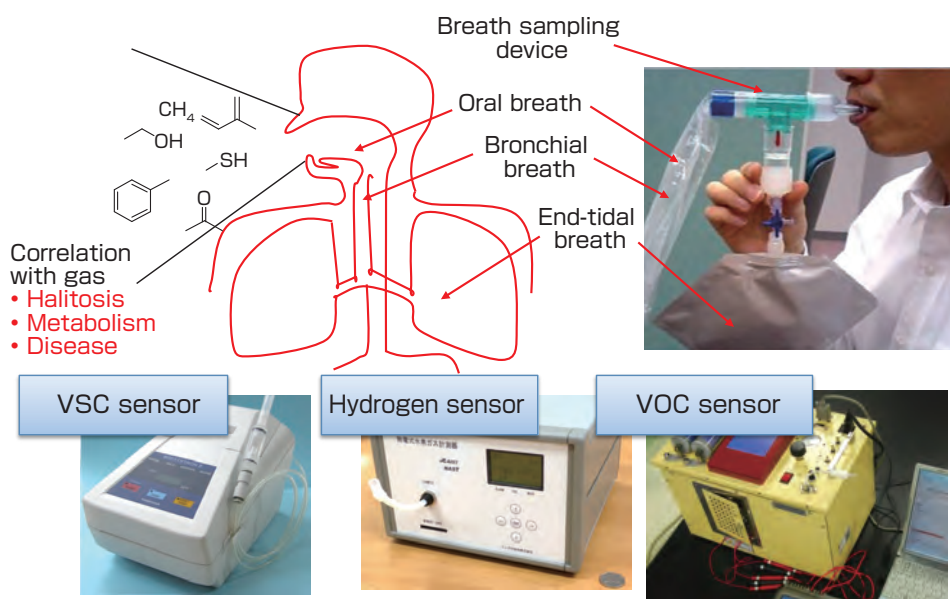 Breath sampling
device
CH4
OH
SH
O
Oral breath
Bronchial
breath
End-tidal
breath
Correlation
with gas
• Halitosis
• Metabolism
• Disease
VSC sensor
Hydrogen sensor
VOC sensor